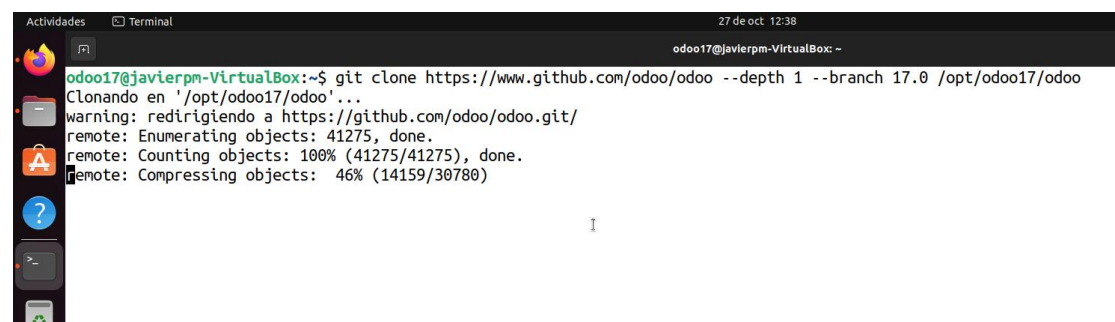 Actividades Terminal 27 de oct 12:38
odoo17@javierpm-VirtualBox: ~
odoo17@javierpm-VirtualBox:~$ git clone https://www.github.com/odoo/odoo --depth 1 --branch 17.0 /opt/odoo17/odoo
Clonando en '/opt/odoo17/odoo'...
warning: redirigiendo a https://github.com/odoo/odoo.git/
remote: Enumerating objects: 41275, done.
remote: Counting objects: 100% (41275/41275), done.
remote: Compressing objects:  46% (14159/30780)